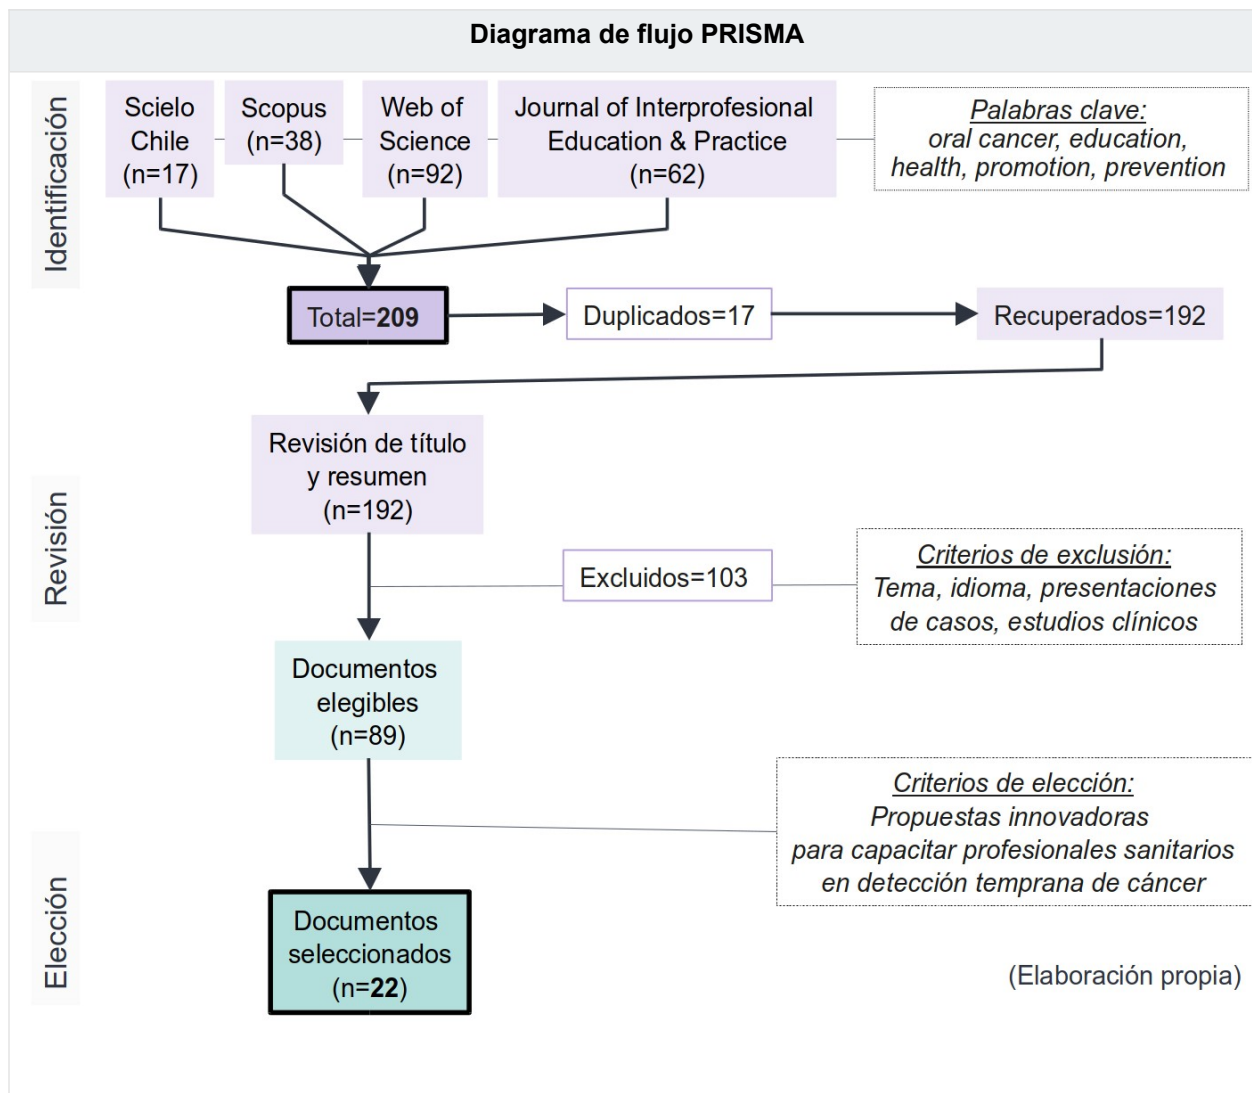 Diagrama de flujo PRISMA
Identificación
Scielo
Chile
(n=17)
Scopus
(n=38)
Web of
Science
(n=92)
Journal of Interprofesional
Education & Practice
(n=62)
Palabras clave:
oral cancer, education,
health, promotion, prevention
Total=209
Duplicados=17
Recuperados=192
Revisión
Revisión de título
y resumen
(n=192)
Excluidos=103
Criterios de exclusión:
Tema, idioma, presentaciones
de casos, estudios clínicos
Documentos
elegibles
(n=89)
Criterios de elección:
Propuestas innovadoras
para capacitar profesionales sanitarios
en detección temprana de cáncer
Elección
Documentos
seleccionados
(n=22)
(Elaboración propia)